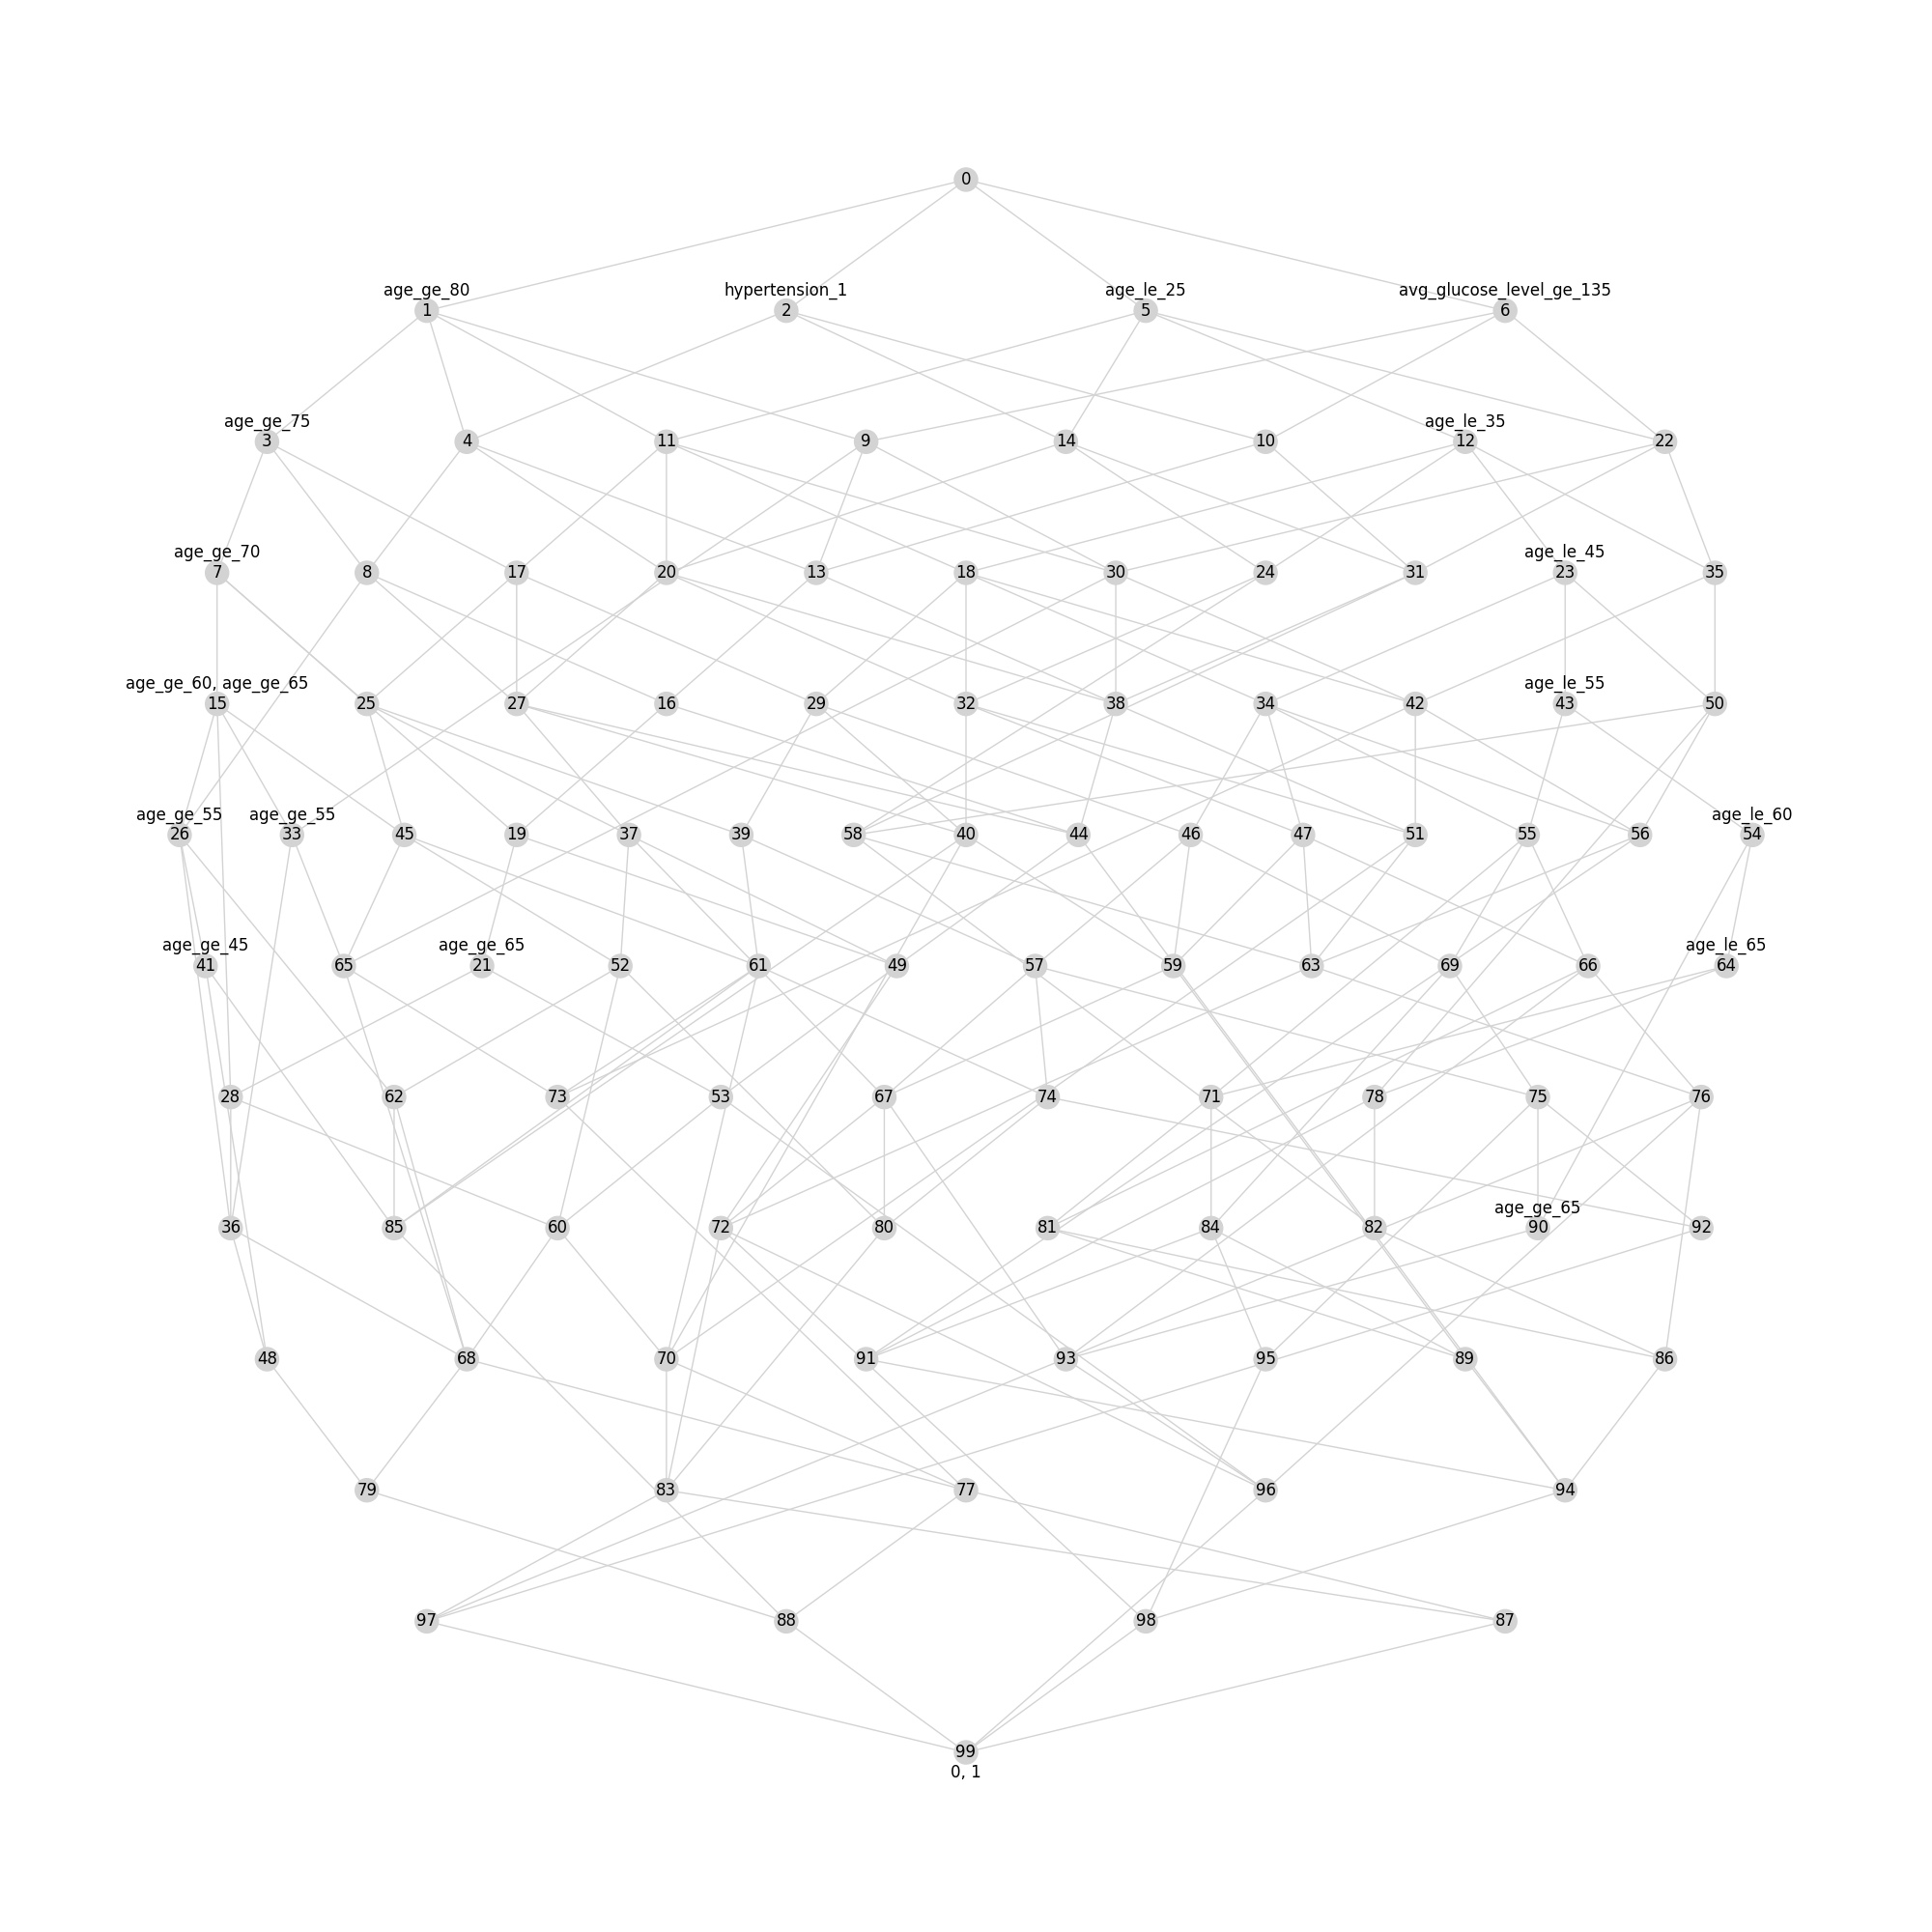 0
age_ge_80 hypertension_1 age_le_25 avg_glucose_level_ge_135
1 2 5 6
age_ge_75 age_le_35
3 4 11 9 14 10 12 22
age_ge_70 age_le_45
7 8 17 20 13 18 30 24 31 23 35
age_ge_60, age_ge_65 age_le_55
15 25 27 16 29 32 38 34 42 43 50
age_ge_55 age_ge_55 age_le_60
26 33 45 19 37 39 58 40 44 46 47 51 55 56 54
age_ge_45 age_ge_65 age_le_65
41 65 21 52 61 49 57 59 63 69 66 64
28 62 73 53 67 74 71 78 75 76
age_ge_65
36 85 60 72 80 81 84 82 90 92
48 68 70 91 93 95 89 86
79 83 77 96 94
97 88 98 87
99
0, 1